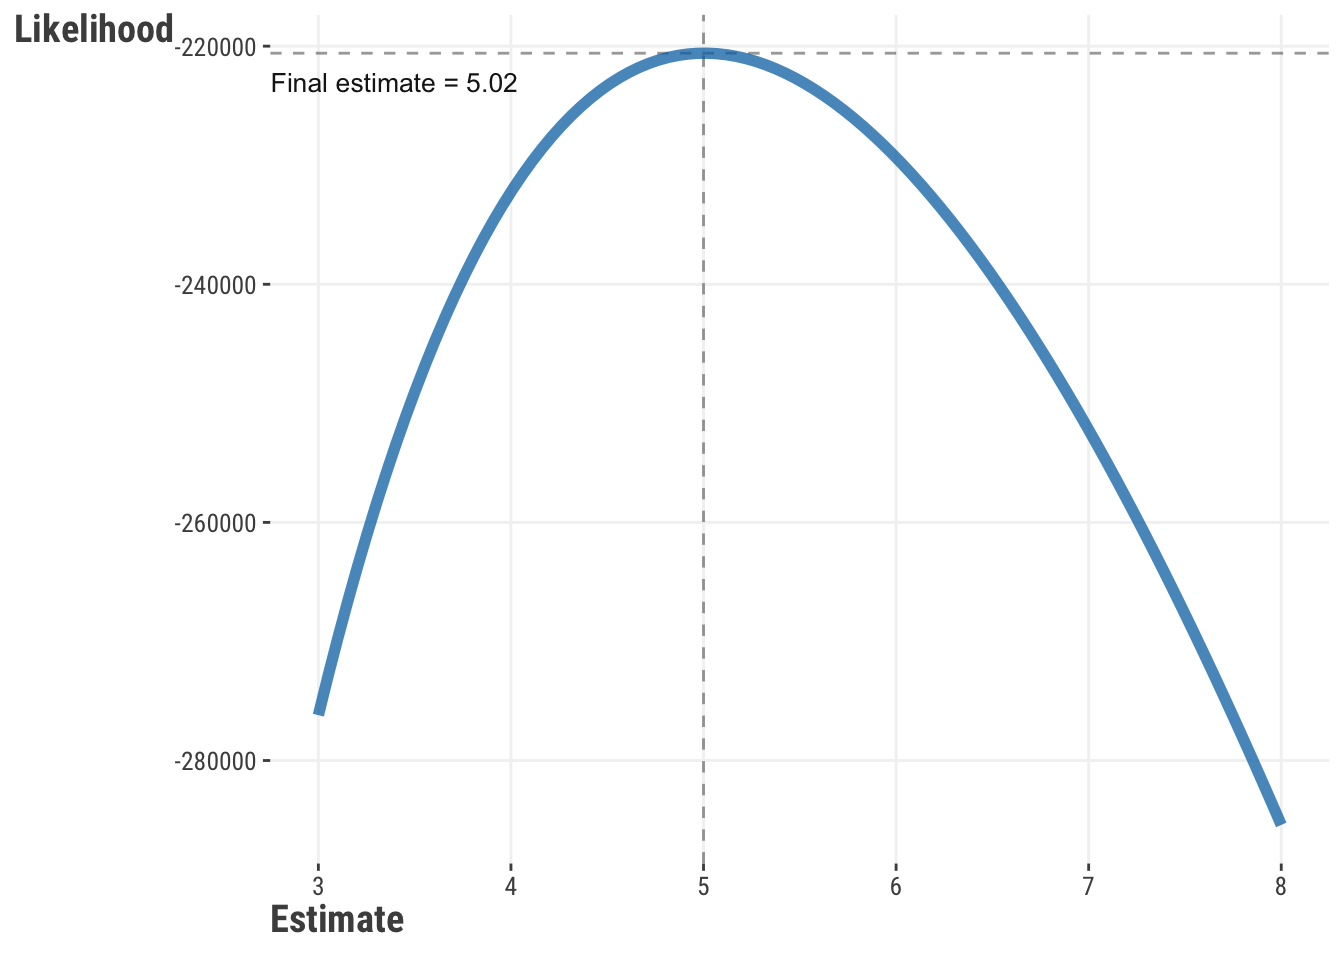 Likelihood
-220000
Final estimate = 5.02
-240000
-260000
-280000
3 4 5 6 7 8
Estimate